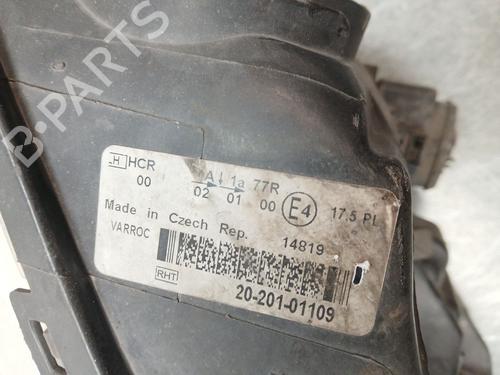 H HCR A↓ 1a 77R
00 02 01 00 E4 17.5 PL
Made in Czech Rep. 14819
VARROC
RHT
20-201-01109
B-PARTS